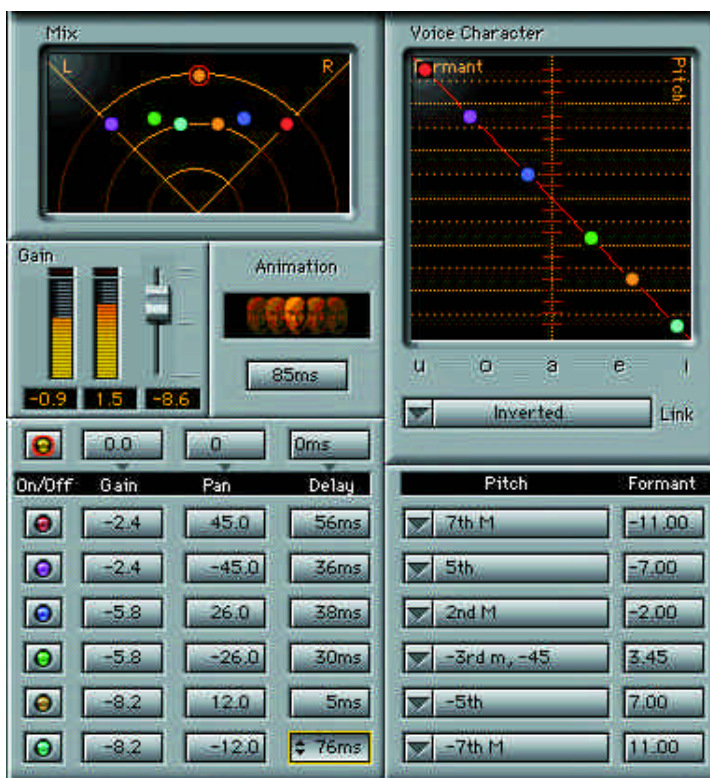 Mix
L R
Gain
-0.9 1.5 -8.6
Animation
85ms
Voice Character
Formant
Pitch
u o a e i
Inverted Link
0.0 0 0ms
On/Off Gain Pan Delay
-2.4 45.0 56ms
-2.4 -45.0 36ms
-5.8 26.0 38ms
-5.8 -26.0 30ms
-8.2 12.0 5ms
-8.2 -12.0 76ms
Pitch Formant
7th M -11.00
5th -7.00
2nd M -2.00
-3rd m, -45 3.45
-5th 7.00
-7th M 11.00